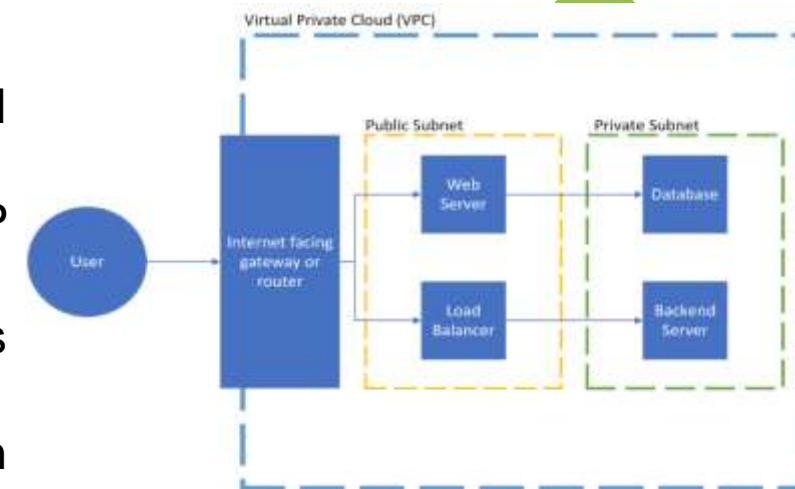 Virtual Private Cloud (VPC)
Public Subnet
Private Subnet
User
Internet facing
gateway or
router
Web
Server
Database
Load
Balancer
Backend
Server